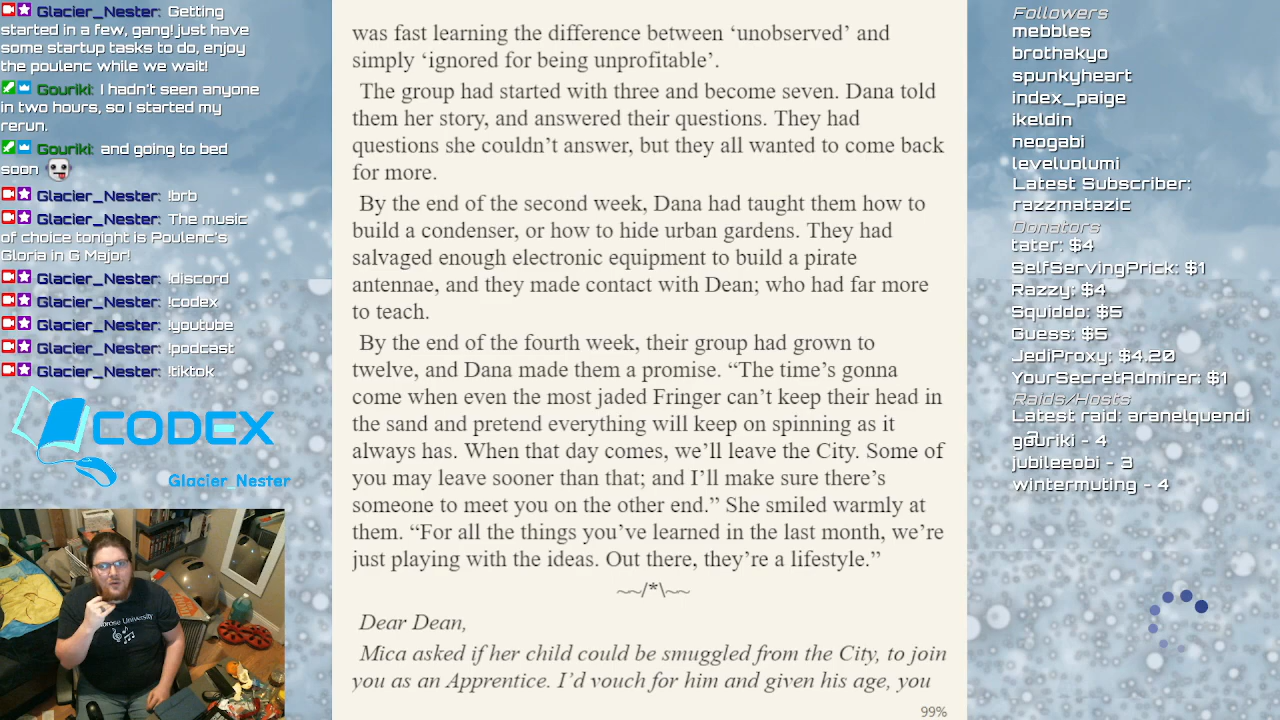 Glacier_Nester: Getting
started in a few, gang! just have
some startup tasks to do, enjoy
the poulenc while we wait!
Gouriki: I hadn't seen anyone
in two hours, so I started my
rerun.
Gouriki: and going to bed
soon
Glacier_Nester: !brb
Glacier_Nester: The music
of choice tonight is Poulenc's
Gloria in G Major!
Glacier_Nester: !discord
Glacier_Nester: !codex
Glacier_Nester: !youtube
Glacier_Nester: !podcast
Glacier_Nester: !tiktok
CODEX
Glacier_Nester
University
was fast learning the difference between ‘unobserved’ and
simply ‘ignored for being unprofitable’.
The group had started with three and become seven. Dana told
them her story, and answered their questions. They had
questions she couldn’t answer, but they all wanted to come back
for more.
By the end of the second week, Dana had taught them how to
build a condenser, or how to hide urban gardens. They had
salvaged enough electronic equipment to build a pirate
antennae, and they made contact with Dean; who had far more
to teach.
By the end of the fourth week, their group had grown to
twelve, and Dana made them a promise. “The time’s gonna
come when even the most jaded Fringer can’t keep their head in
the sand and pretend everything will keep on spinning as it
always has. When that day comes, we’ll leave the City. Some of
you may leave sooner than that; and I’ll make sure there’s
someone to meet you on the other end.” She smiled warmly at
them. “For all the things you’ve learned in the last month, we’re
just playing with the ideas. Out there, they’re a lifestyle.”
~~/*\~~
Dear Dean,
Mica asked if her child could be smuggled from the City, to join
you as an Apprentice. I’d vouch for him and given his age, you
99%
Followers
mebbles
brothakyo
spunkyheart
index_paige
ikeldin
neogabi
leveluplumi
Latest Subscriber:
razzmatazic
Donators
tater: $4
SelfServingPrick: $1
Razzy: $4
Squiddo: $5
Guess: $5
JediProxy: $4.20
YourSecretAdmirer: $1
Raids/Hosts
Latest raid: aranelquendi
gouriki - 4
jubileeobi - 3
wintermuting - 4